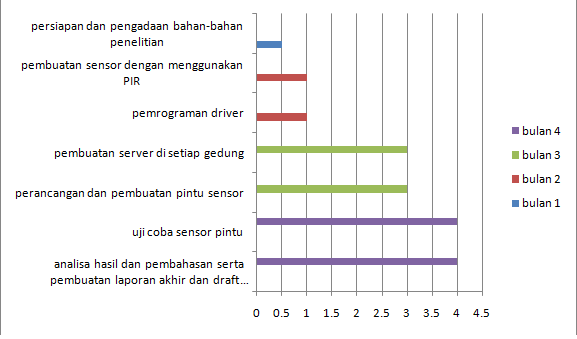 persiapan dan pengadaan bahan-bahan
penelitian
pembuatan sensor dengan menggunakan
PIR
pemrograman driver
pembuatan server di setiap gedung
perancangan dan pembuatan pintu sensor
uji coba sensor pintu
analisa hasil dan pembahasan serta
pembuatan laporan akhir dan draft...
0 0.5 1 1.5 2 2.5 3 3.5 4 4.5
bulan 4
bulan 3
bulan 2
bulan 1